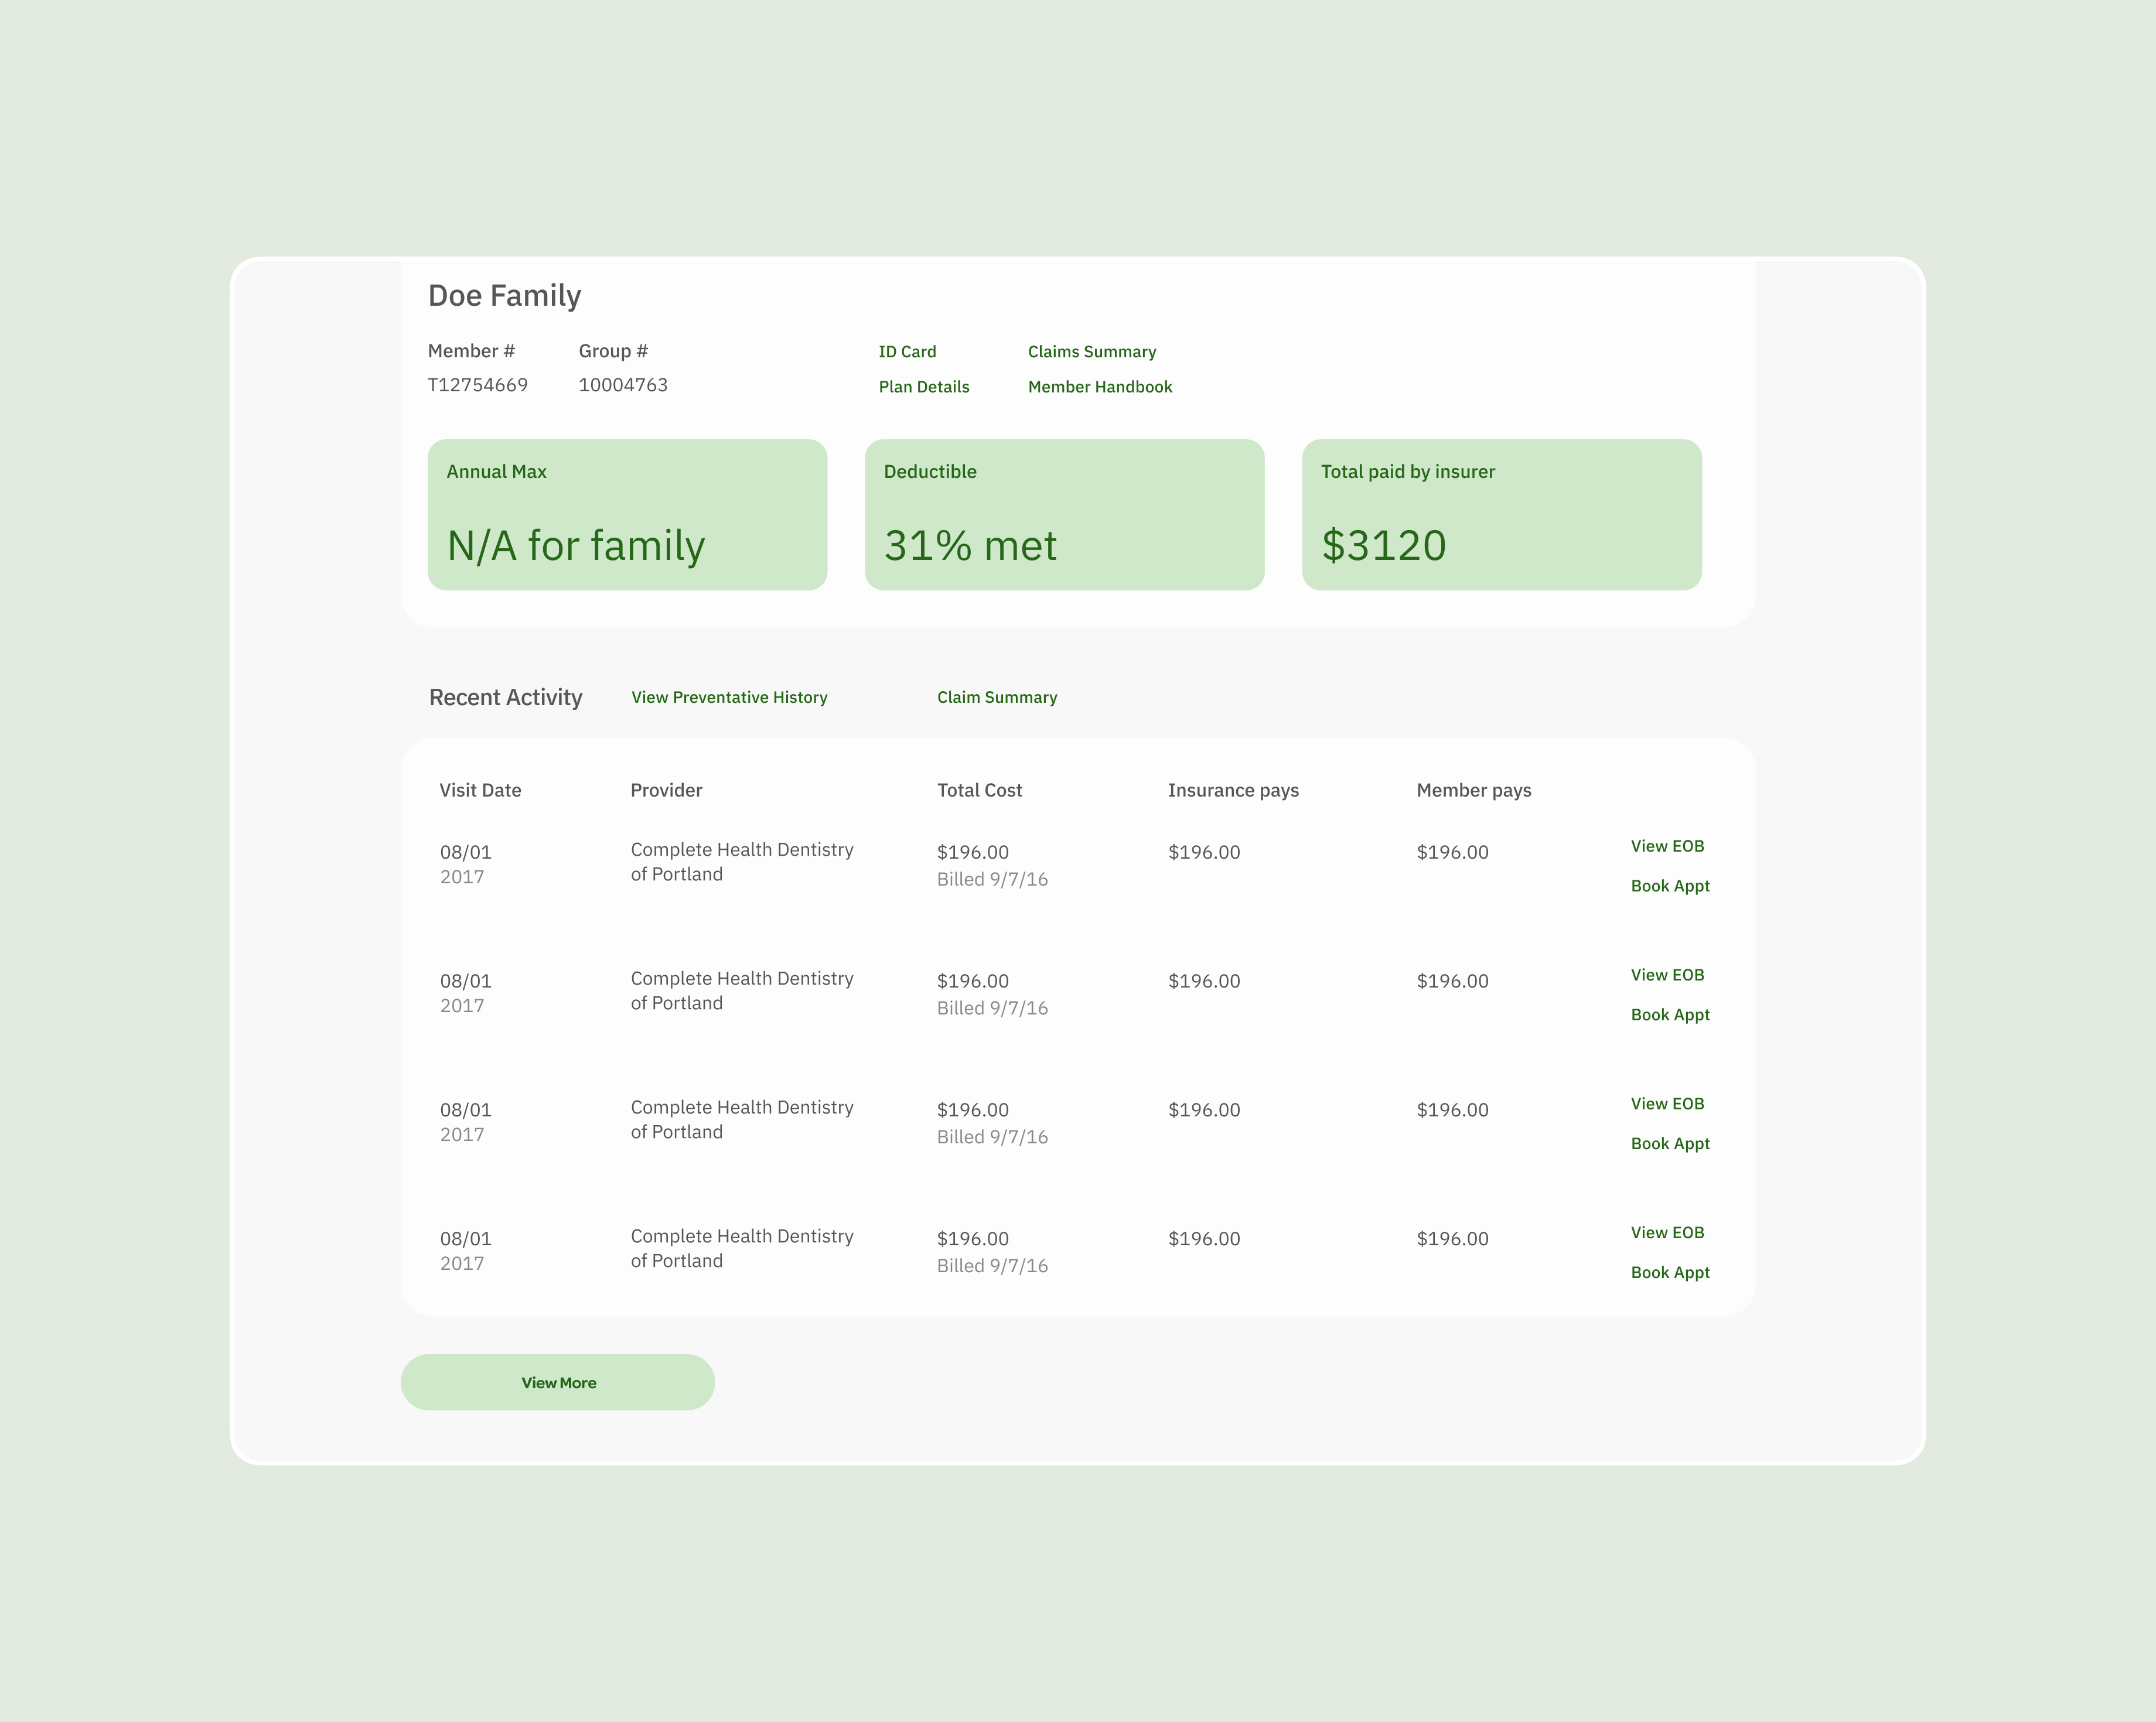 Doe Family
Member # Group # ID Card Claims Summary
T12754669 10004763 Plan Details Member Handbook
Annual Max Deductible Total paid by insurer
N/A for family 31% met $3120
Recent Activity View Preventative History Claim Summary
Visit Date Provider Total Cost Insurance pays Member pays
08/01 Complete Health Dentistry $196.00 $196.00 $196.00 View EOB
2017 of Portland Billed 9/7/16 Book Appt
08/01 Complete Health Dentistry $196.00 $196.00 $196.00 View EOB
2017 of Portland Billed 9/7/16 Book Appt
08/01 Complete Health Dentistry $196.00 $196.00 $196.00 View EOB
2017 of Portland Billed 9/7/16 Book Appt
08/01 Complete Health Dentistry $196.00 $196.00 $196.00 View EOB
2017 of Portland Billed 9/7/16 Book Appt
View More